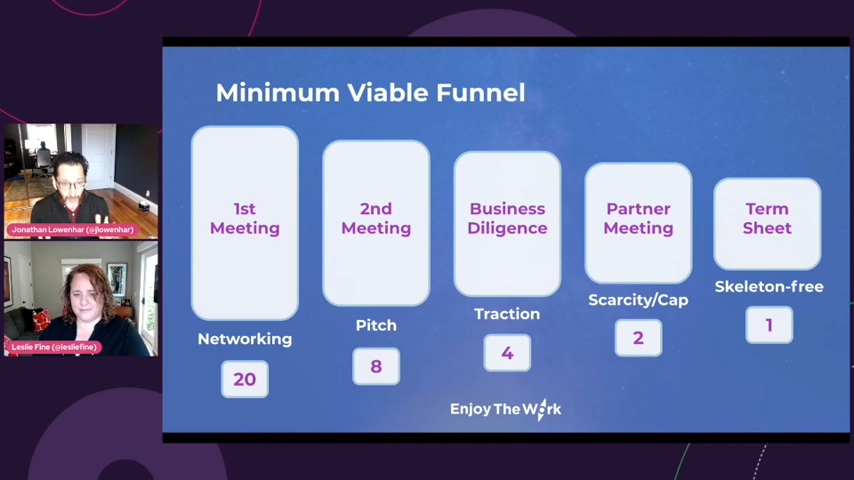 Minimum Viable Funnel
1st
Meeting
2nd
Meeting
Business
Diligence
Partner
Meeting
Term
Sheet
Networking
Pitch
Traction
Scarcity/Cap
Skeleton-free
20
8
4
2
1
Enjoy The Work
Jonathan Lowenhar (@jlowenhar)
Leslie Fine (@lesliefine)